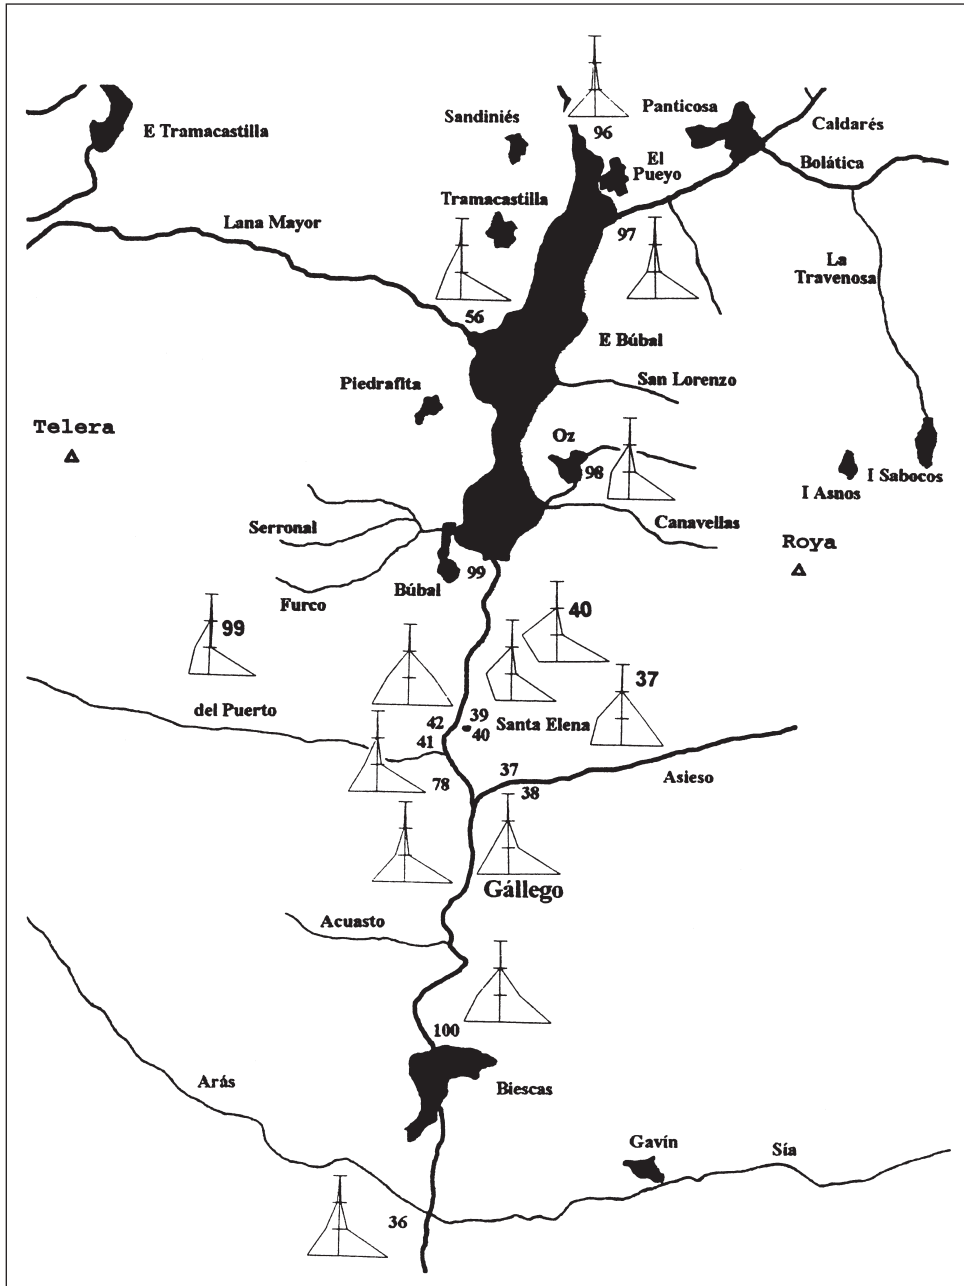 Sandiniés
Panticosa
Caldarés
E Tramacastilla
96
El
Pueyo
Bolática
Tramacastilla
Lana Mayor
97
La
Travenosa
56
E Búbal
San Lorenzo
Piedrafita
Telera
Oz
98
I Asnos
I Sabocos
Serronal
Canavellas
Roya
99
Búbal
Furco
99
40
37
del Puerto
42
39
Santa Elena
40
41
37
78
38
Asieso
Gállego
Acuasto
100
Arás
Biescas
Gavín
Sía
36